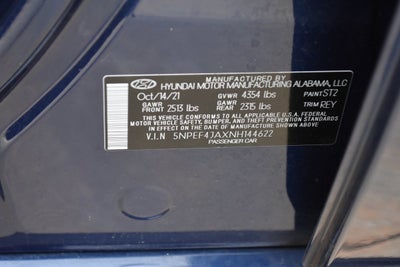 HYUNDAI MOTOR MANUFACTURING ALABAMA, LLC
Oct/14/21 GVWR 4354 lbs PAINT ST2
GAWR FRONT 2513 lbs GAWR REAR 2315 lbs TRIM REY
THIS VEHICLE CONFORMS TO ALL APPLICABLE U.S.A. FEDERAL
MOTOR VEHICLE SAFETY, BUMPER, AND THEFT PREVENTION
STANDARDS IN EFFECT ON THE DATE OF MANUFACTURE SHOWN ABOVE.
V.I.N 5NPEF4JAXNH144622
PASSENGER CAR